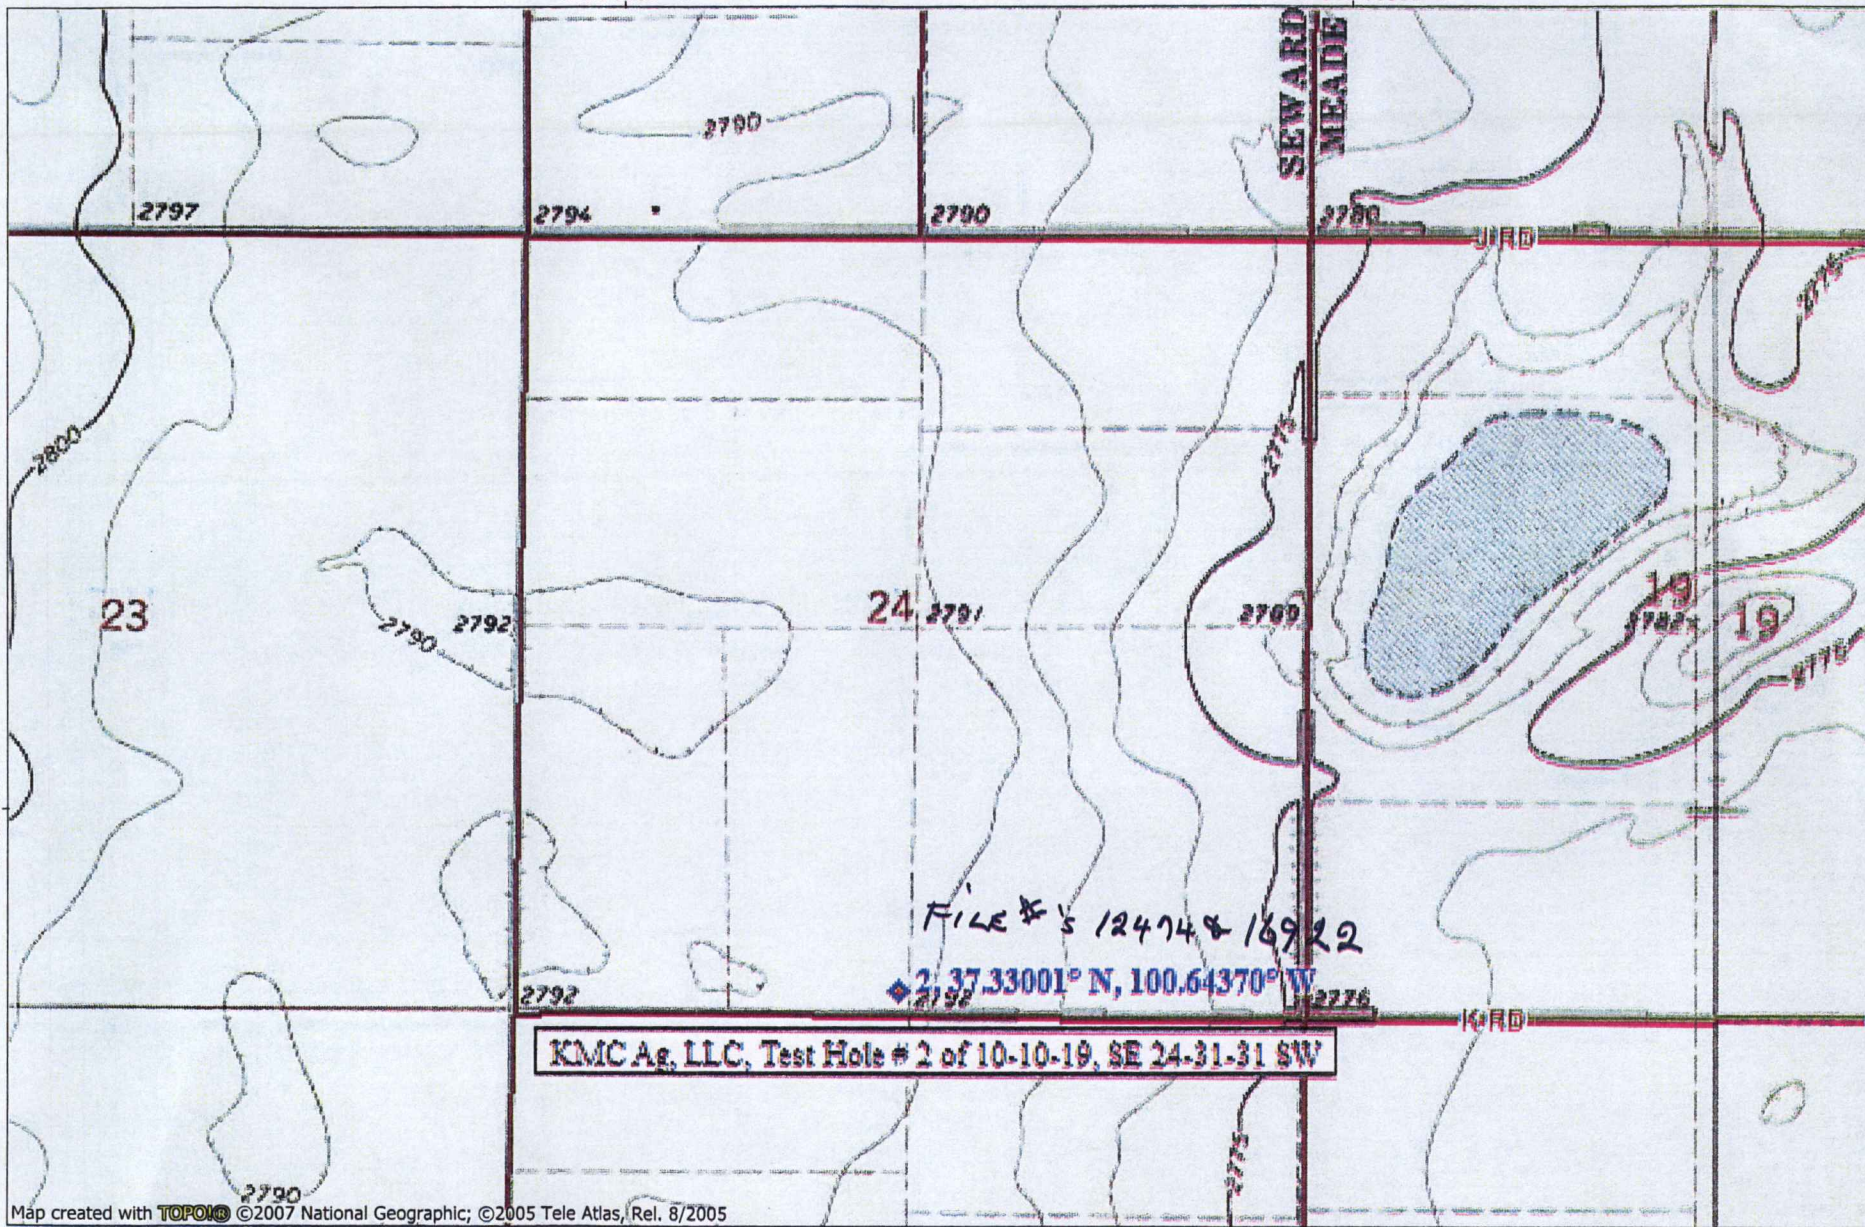 SEWARD
MEADE
2790
2797
2794
2790
2780
J RD
2775
2800
2775
23
24
2791
2769
19
19
2792
2790
2775
FILE #'s 12474 & 16922
2, 37.33001° N, 100.64370° W
2792
2792
2776
K RD
KMC Ag, LLC, Test Hole # 2 of 10-10-19, SE 24-31-31 SW
2775
2790
Map created with TOPO!® ©2007 National Geographic; ©2005 Tele Atlas, Rel. 8/2005